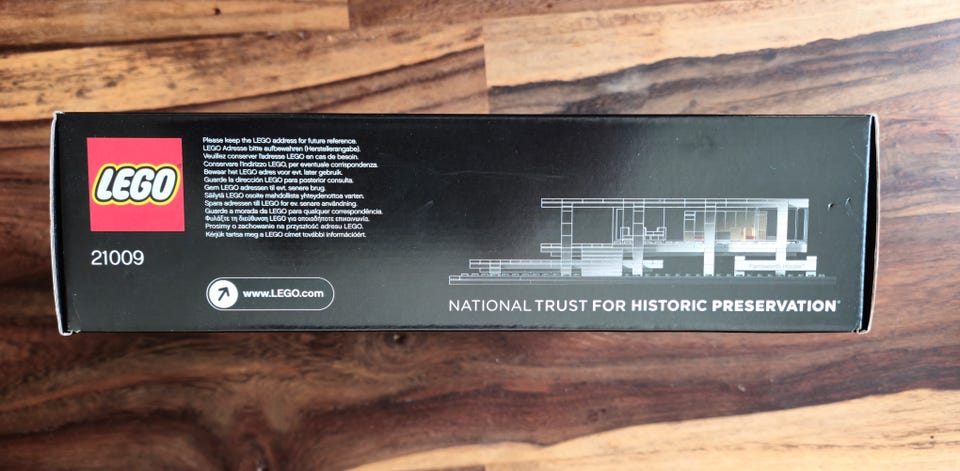 LEGO
Please keep the LEGO address for future reference.
LEGO Adresse bitte aufbewahren (Herstellerangabe).
Veuillez conserver l'adresse LEGO en cas de besoin.
Conservare l'indirizzo LEGO, per eventuale corrispondenza.
Bewaar het LEGO adres voor evt. later gebruik.
Guarde la dirección LEGO para posterior consulta.
Gem LEGO adressen til evt. senere brug.
Säilytä LEGO osoite mahdollista yhteydenottoa varten.
Spara adressen till LEGO för ev. senare användning.
Guarde a morada da LEGO para qualquer correspondência.
Φυλάξτε τη διεύθυνση LEGO για οποιαδήποτε επικοινωνία.
Prosimy o zachowanie na przyszłość adresu LEGO.
Kérjük tartsa meg a LEGO címet további információért.
21009
www.LEGO.com
Farnsworth House
NATIONAL TRUST FOR HISTORIC PRESERVATION®